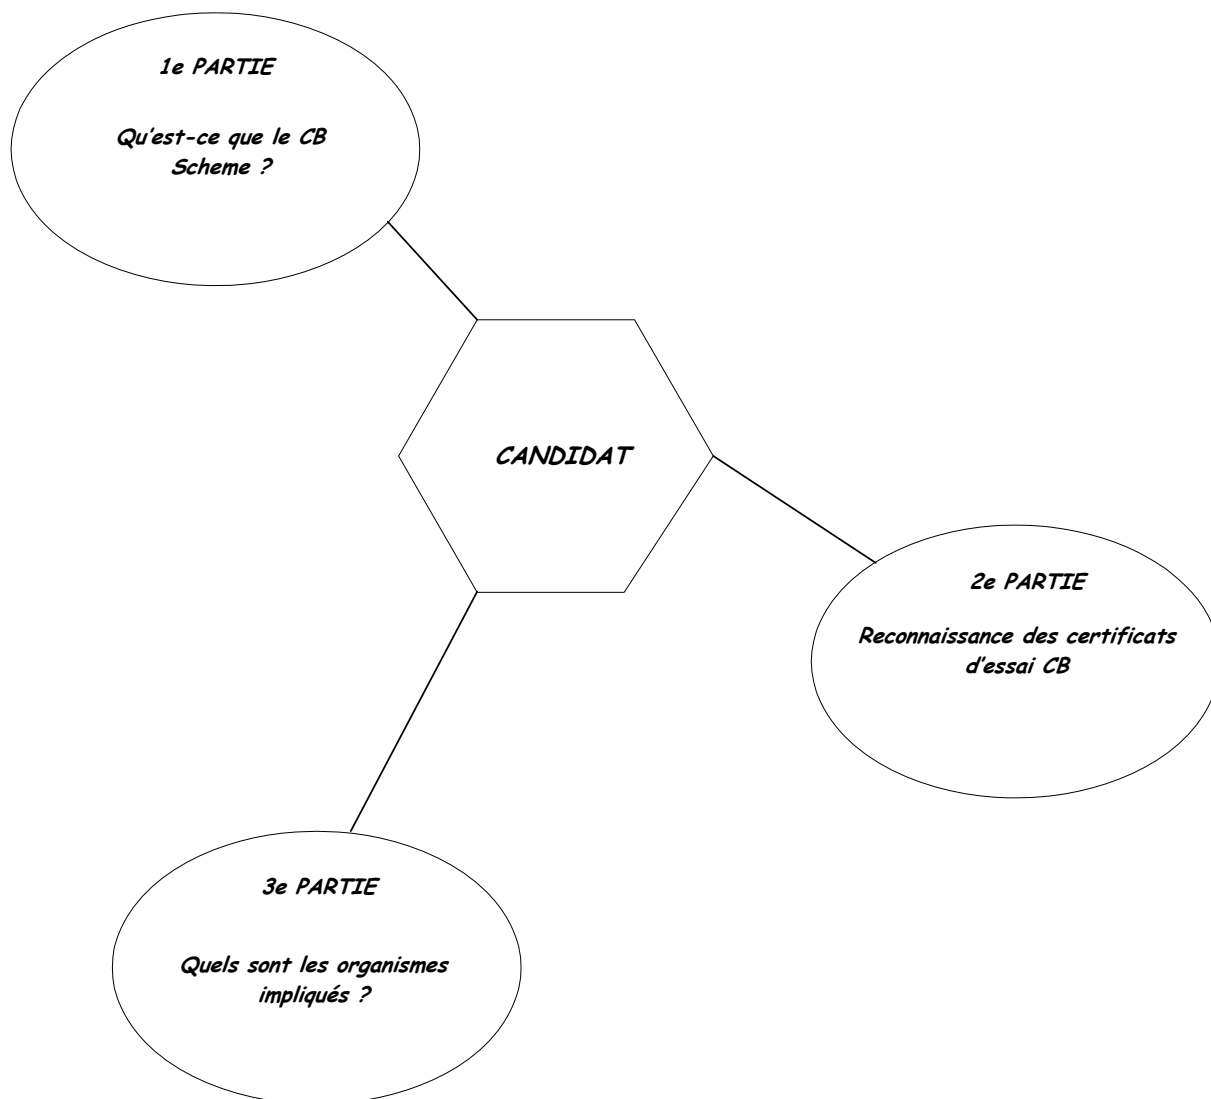 1e PARTIE
Qu'est-ce que le CB
Scheme ?
CANDIDAT
2e PARTIE
Reconnaissance des certificats
d'essai CB
3e PARTIE
Quels sont les organismes
impliqués ?